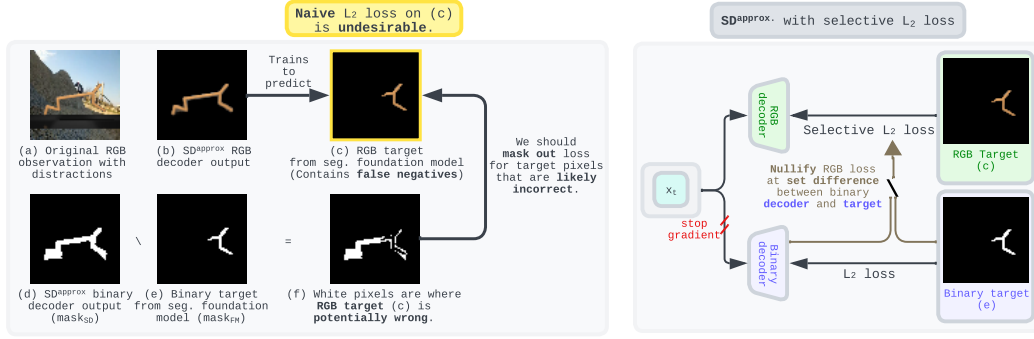 Naive L₂ loss on (c)
is undesirable.
Trains
to
predict
(a) Original RGB
observation with
distractions
(b) SDᵃᵖᵖʳᵒˣ RGB
decoder output
(c) RGB target
from seg. foundation model
(Contains false negatives)
We should
mask out loss
for target pixels
that are likely
incorrect.
\
=
(d) SDᵃᵖᵖʳᵒˣ binary
decoder output
(mask_SD)
(e) Binary target
from seg. foundation
model (mask_FM)
(f) White pixels are where
RGB target (c) is
potentially wrong.
SDᵃᵖᵖʳᵒˣ· with selective L₂ loss
RGB
decoder
Selective L₂ loss
RGB Target
(c)
Nullify RGB loss
at set difference
between binary
decoder and target
\
xₜ
stop
gradient
Binary
decoder
L₂ loss
Binary target
(e)